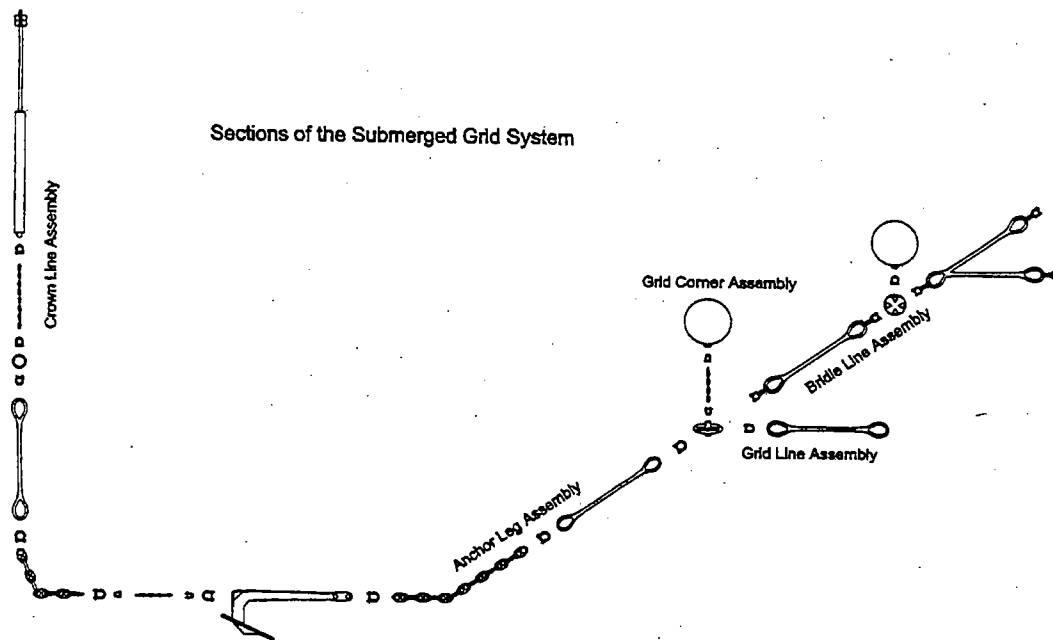 Sections of the Submerged Grid System
Crown Line Assembly
Grid Corner Assembly
Bridle Line Assembly
Grid Line Assembly
Anchor Leg Assembly